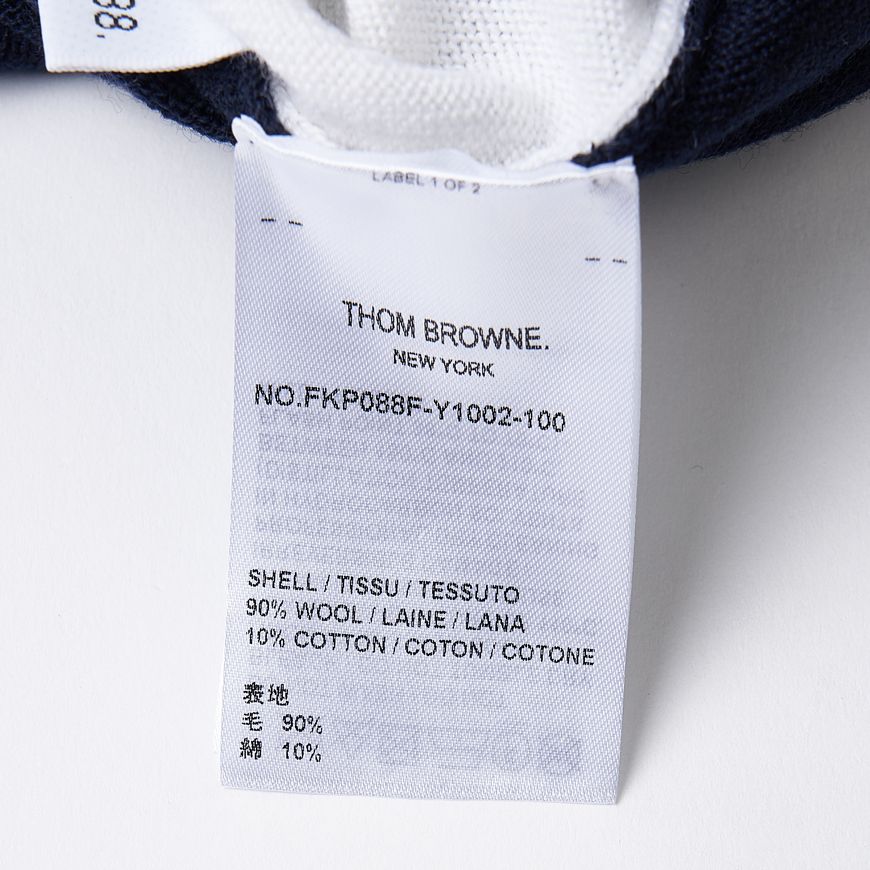 38.
LABEL 1 OF 2
THOM BROWNE.
NEW YORK
NO.FKP088F-Y1002-100
SHELL / TISSU / TESSUTO
90% WOOL / LAINE / LANA
10% COTTON / COTON / COTONE
表地
毛 90%
綿 10%